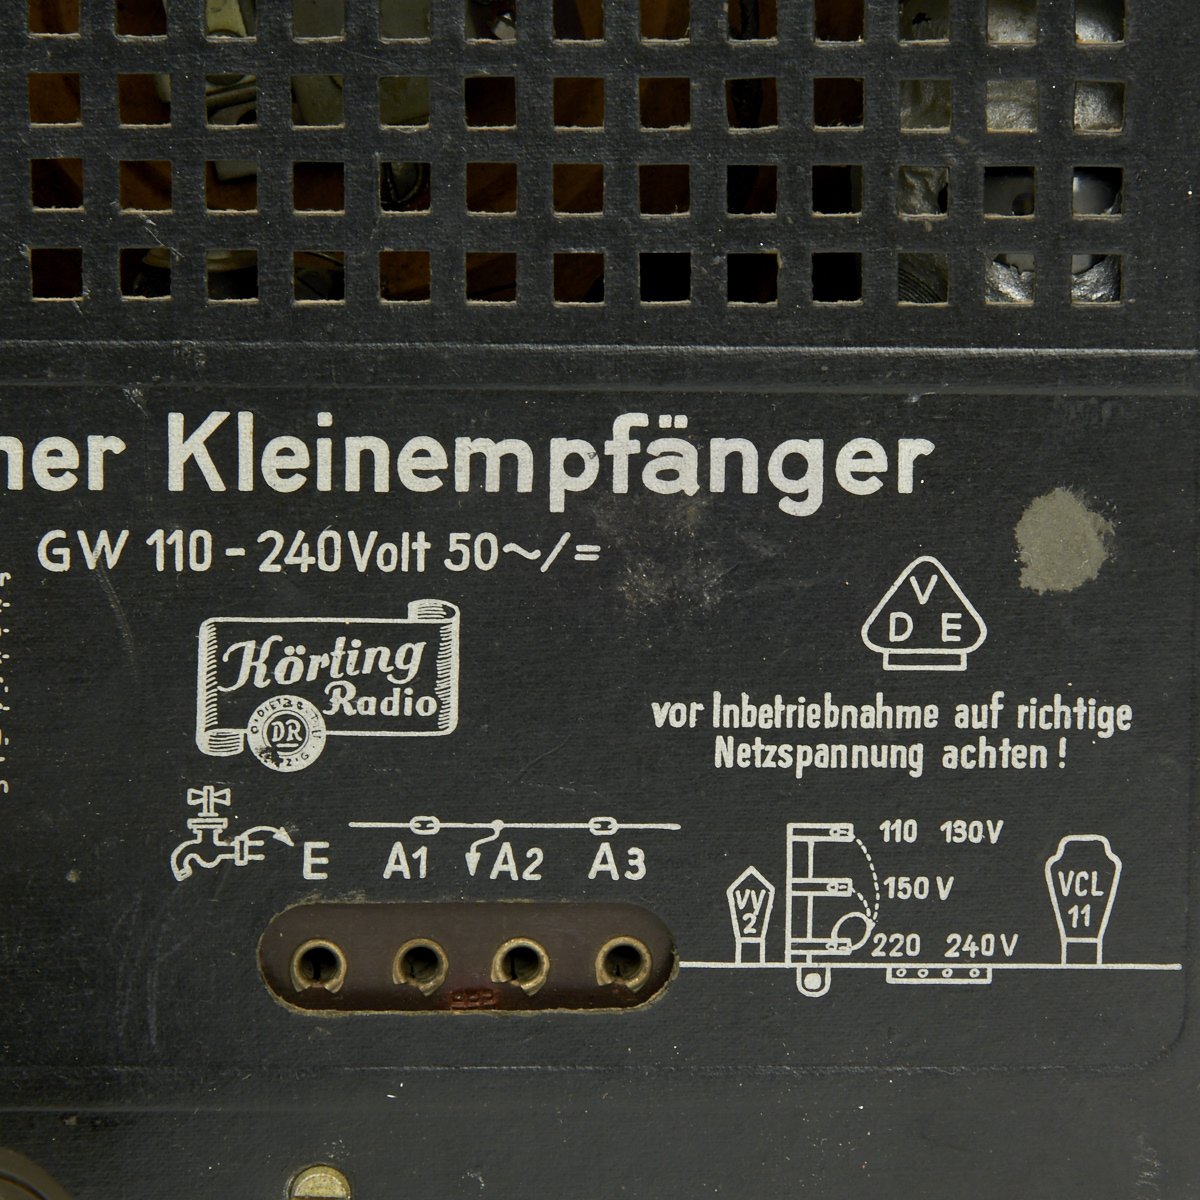 ner Kleinempfänger
GW 110 - 240 Volt 50~/=
V
D E
Körting
Radio
DR
vor Inbetriebnahme auf richtige
Netzspannung achten!
E A1 A2 A3
110 130V
150 V
220 240V
VY
2
VCL
11